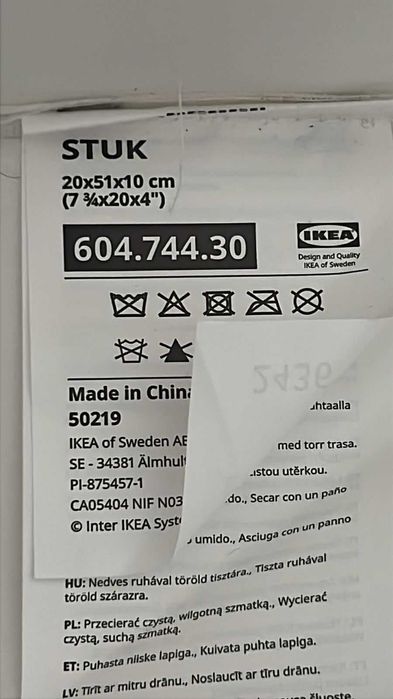 STUK
20x51x10 cm
(7 ¾x20x4")
604.744.30
IKEA
Design and Quality
IKEA of Sweden
Made in China
50219
IKEA of Sweden AB
SE - 34381 Älmhult
PI-875457-1
CA05404 NIF N03
© Inter IKEA Syst
2436
med torr trasa.
utěrkou.
Secar con un paño
umido., Asciuga con un panno
HU: Nedves ruhával töröld tisztára., Tiszta ruhával
töröld szárazra.
PL: Przecierać czystą, wilgotną szmatką., Wycierać
czystą, suchą szmatką.
ET: Puhasta niiske lapiga., Kuivata puhta lapiga.
LV: Tīrīt ar mitru drānu., Noslaucīt ar tīru drānu.